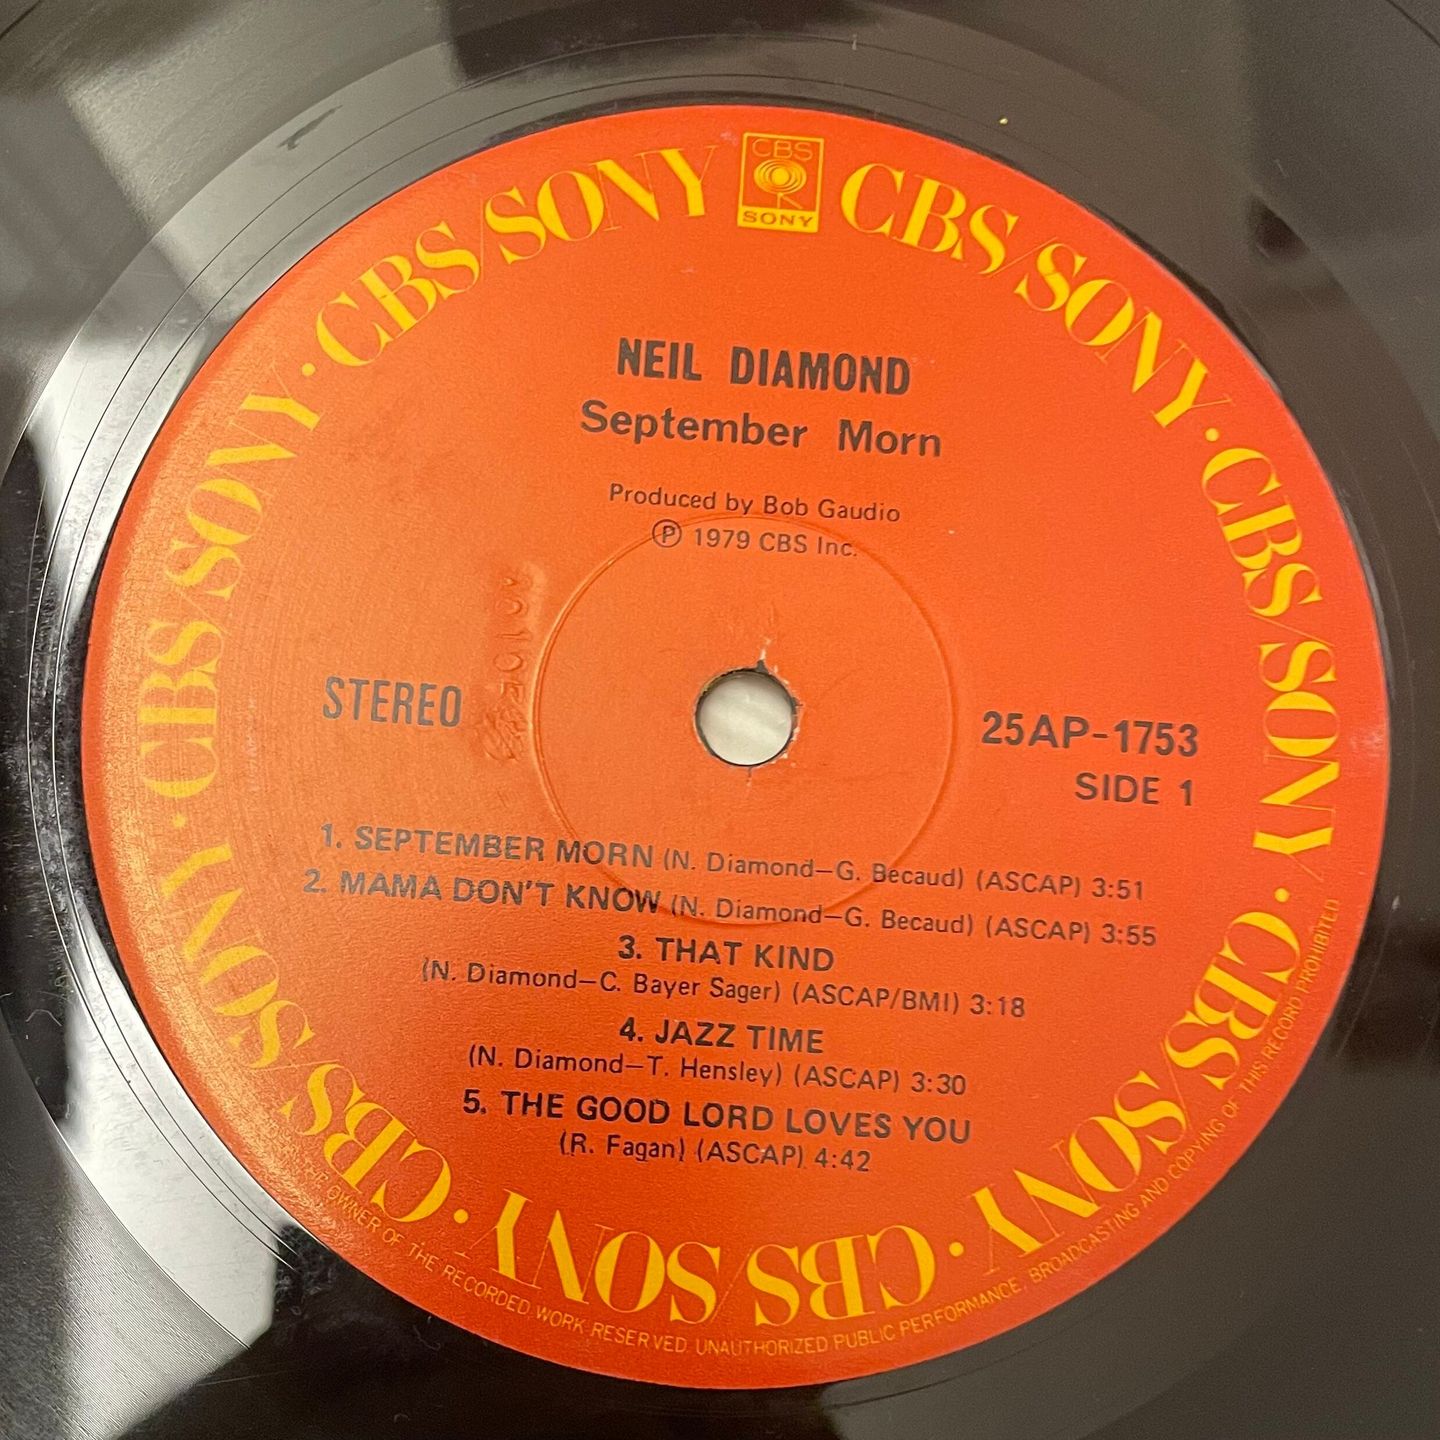 CBS
SONY
CBS/SONY · CBS/SONY · CBS/SONY · CBS/SONY · CBS/SONY · CBS/SONY · CBS/SONY · CBS/SONY
NEIL DIAMOND
September Morn
Produced by Bob Gaudio
Ⓟ 1979 CBS Inc.
STEREO
25AP-1753
SIDE 1
1. SEPTEMBER MORN (N. Diamond—G. Becaud) (ASCAP) 3:51
2. MAMA DON'T KNOW (N. Diamond—G. Becaud) (ASCAP) 3:55
3. THAT KIND
(N. Diamond—C. Bayer Sager) (ASCAP/BMI) 3:18
4. JAZZ TIME
(N. Diamond—T. Hensley) (ASCAP) 3:30
5. THE GOOD LORD LOVES YOU
(R. Fagan) (ASCAP) 4:42
OWNER OF THE RECORDED WORK RESERVED. UNAUTHORIZED PUBLIC PERFORMANCE, BROADCASTING AND COPYING OF THIS RECORD PROHIBITED